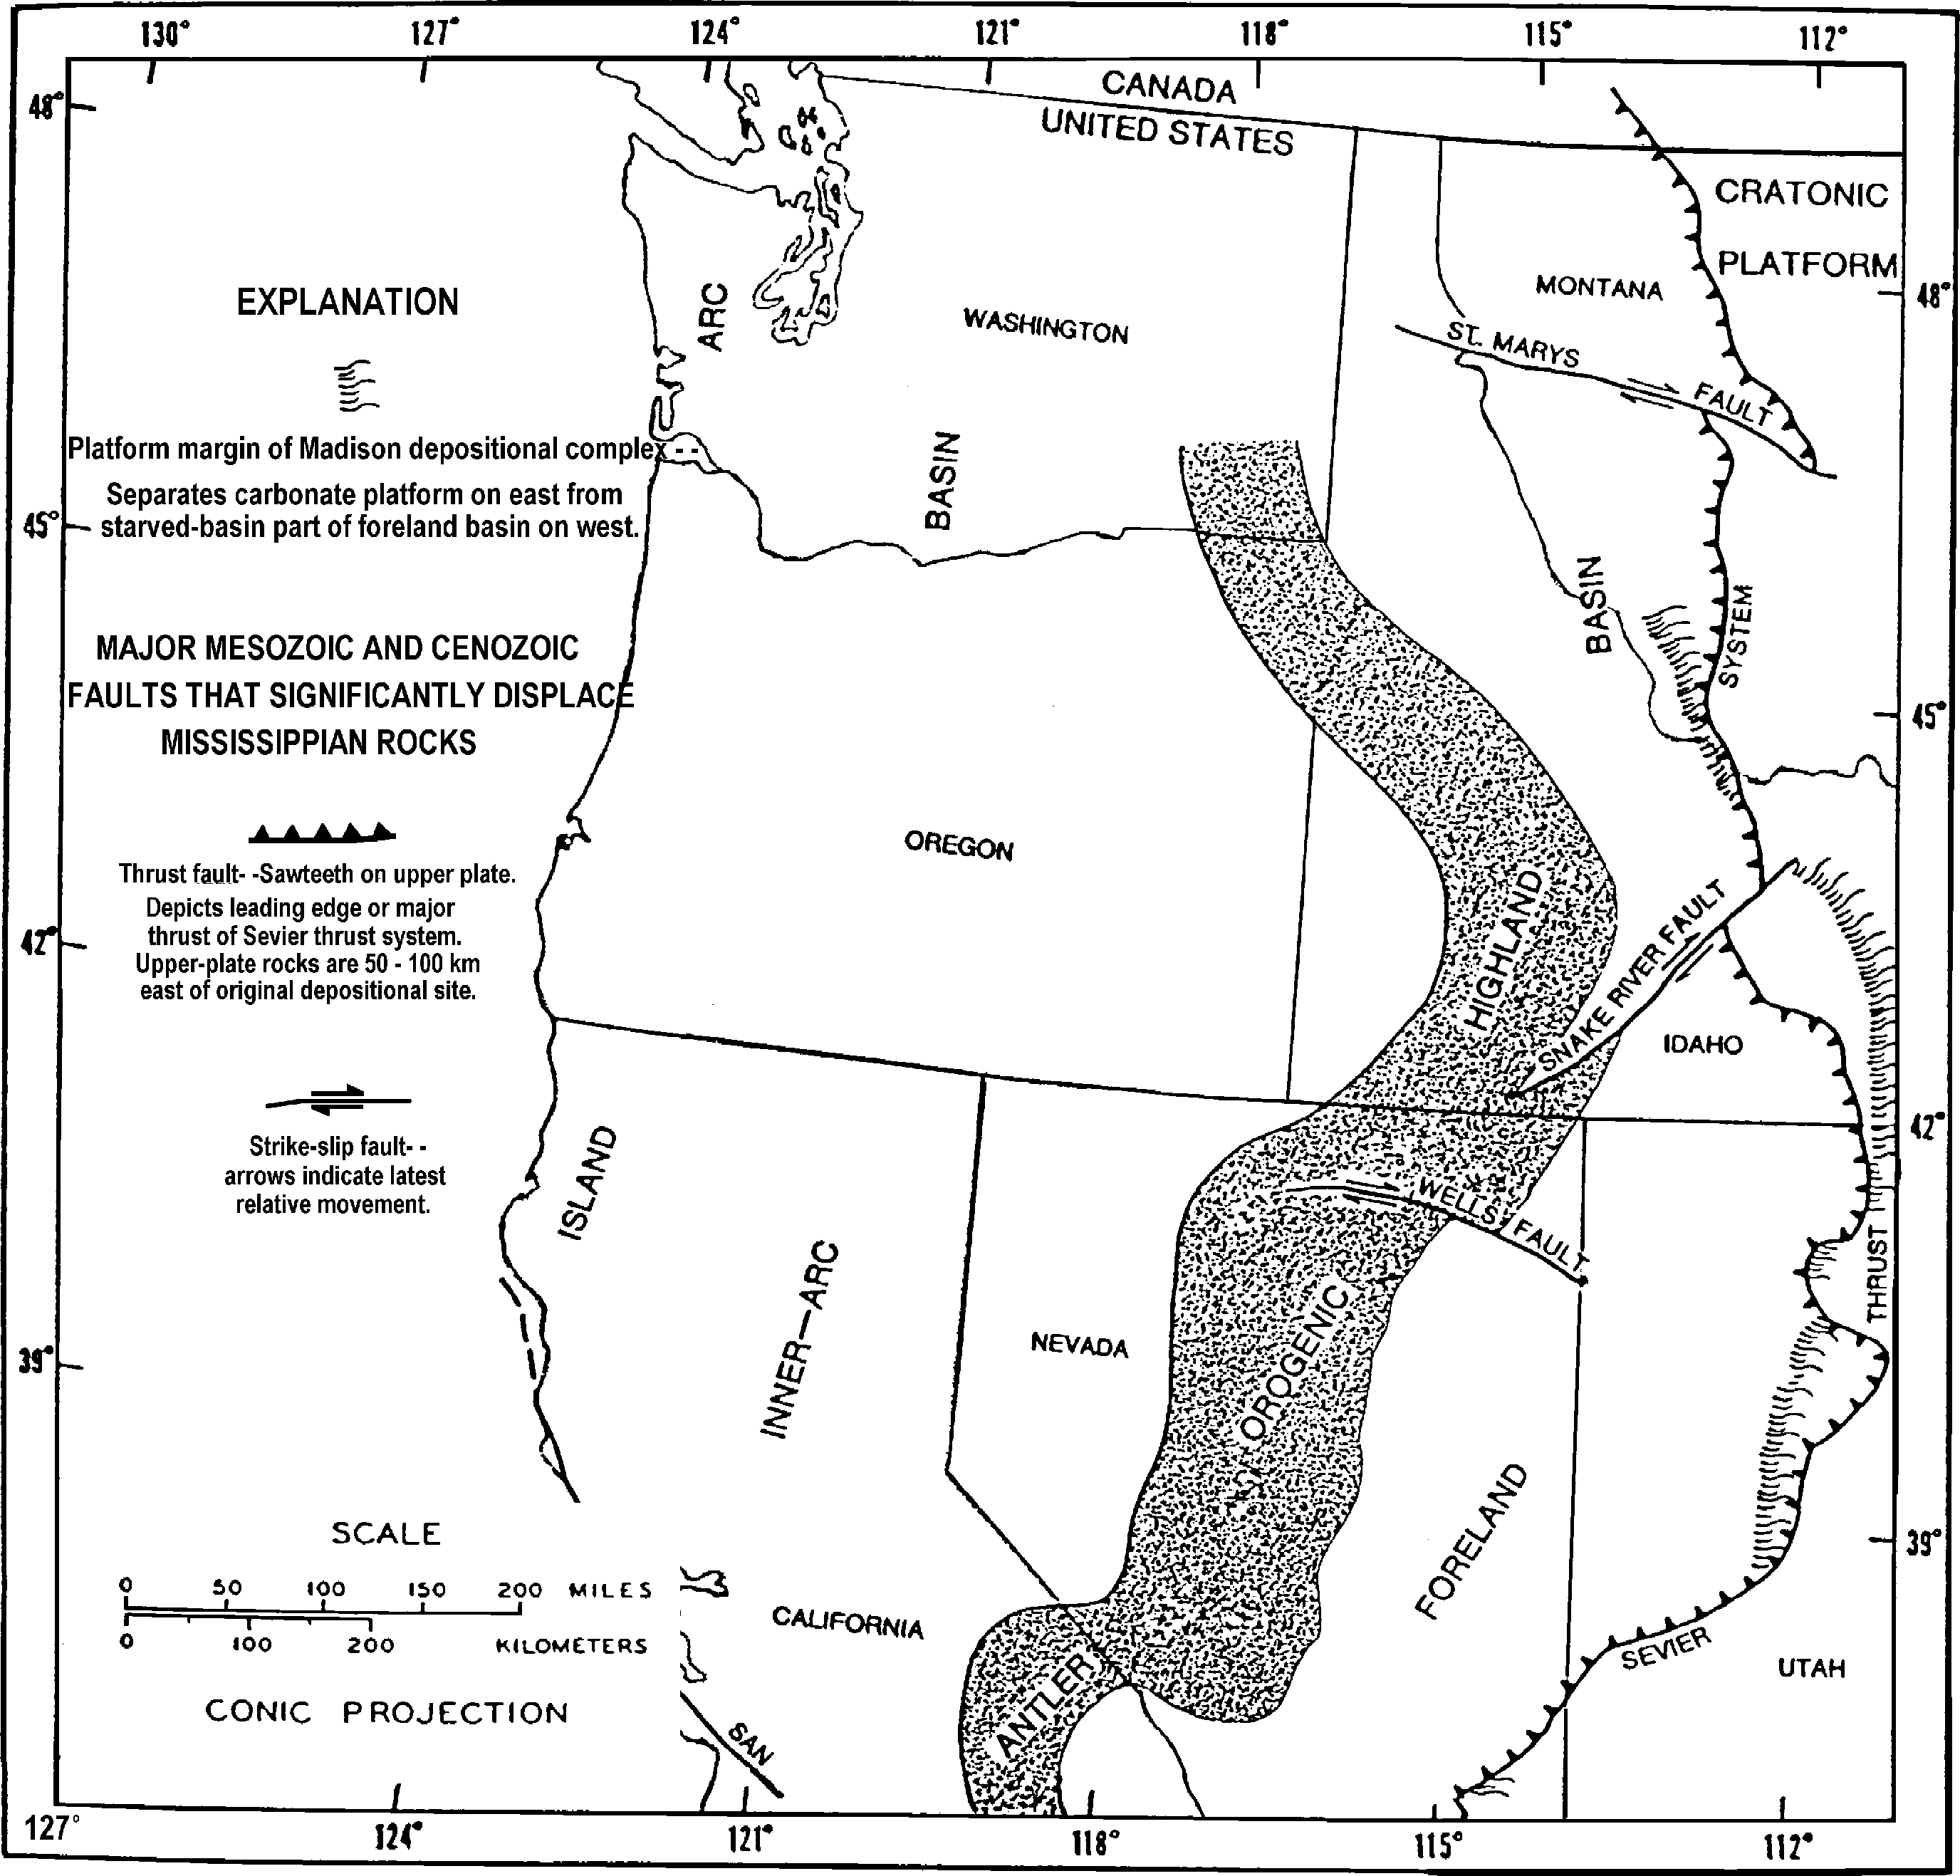 130° 127° 124° 121° 118° 115° 112°
48°
CANADA
UNITED STATES
CRATONIC
PLATFORM
48°
MONTANA
WASHINGTON
ARC
BASIN
ST. MARYS
FAULT
EXPLANATION
Platform margin of Madison depositional complex - -
Separates carbonate platform on east from
starved-basin part of foreland basin on west.
45°
BASIN
SYSTEM
45°
MAJOR MESOZOIC AND CENOZOIC
FAULTS THAT SIGNIFICANTLY DISPLACE
MISSISSIPPIAN ROCKS
OREGON
Thrust fault- -Sawteeth on upper plate.
Depicts leading edge or major
thrust of Sevier thrust system.
Upper-plate rocks are 50 - 100 km
east of original depositional site.
42°
HIGHLAND
SNAKE RIVER FAULT
IDAHO
42°
Strike-slip fault- -
arrows indicate latest
relative movement.
ISLAND
INNER—ARC
NEVADA
WELLS FAULT
OROGENIC
THRUST
39°
FORELAND
39°
SCALE
0 50 100 150 200 MILES
0 100 200 KILOMETERS
CONIC PROJECTION
CALIFORNIA
SAN
ANTLER
SEVIER
UTAH
127° 124° 121° 118° 115° 112°